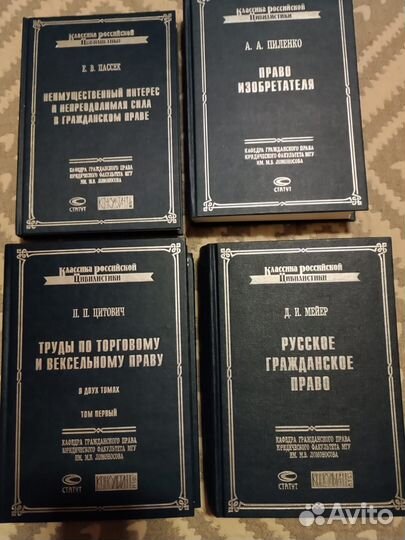 Классика российской
Цивилистики
Е. В. ПАССЕК
НЕИМУЩЕСТВЕННЫЙ ИНТЕРЕС
И НЕПРЕОДОЛИМАЯ СИЛА
В ГРАЖДАНСКОМ ПРАВЕ
КАФЕДРА ГРАЖДАНСКОГО ПРАВА
ЮРИДИЧЕСКОГО ФАКУЛЬТЕТА МГУ
ИМ. М.В. ЛОМОНОСОВА
СТАТУТ
Классика российской
Цивилистики
А. А. ПИЛЕНКО
ПРАВО
ИЗОБРЕТАТЕЛЯ
КАФЕДРА ГРАЖДАНСКОГО ПРАВА
ЮРИДИЧЕСКОГО ФАКУЛЬТЕТА МГУ
ИМ. М.В. ЛОМОНОСОВА
СТАТУТ
Классика российской
Цивилистики
П. П. ЦИТОВИЧ
ТРУДЫ ПО ТОРГОВОМУ
И ВЕКСЕЛЬНОМУ ПРАВУ
В ДВУХ ТОМАХ
ТОМ ПЕРВЫЙ
КАФЕДРА ГРАЖДАНСКОГО ПРАВА
ЮРИДИЧЕСКОГО ФАКУЛЬТЕТА МГУ
ИМ. М.В. ЛОМОНОСОВА
СТАТУТ
Классика российской
Цивилистики
Д. И. МЕЙЕР
РУССКОЕ
ГРАЖДАНСКОЕ
ПРАВО
КАФЕДРА ГРАЖДАНСКОГО ПРАВА
ЮРИДИЧЕСКОГО ФАКУЛЬТЕТА МГУ
ИМ. М.В. ЛОМОНОСОВА
СТАТУТ
Avito